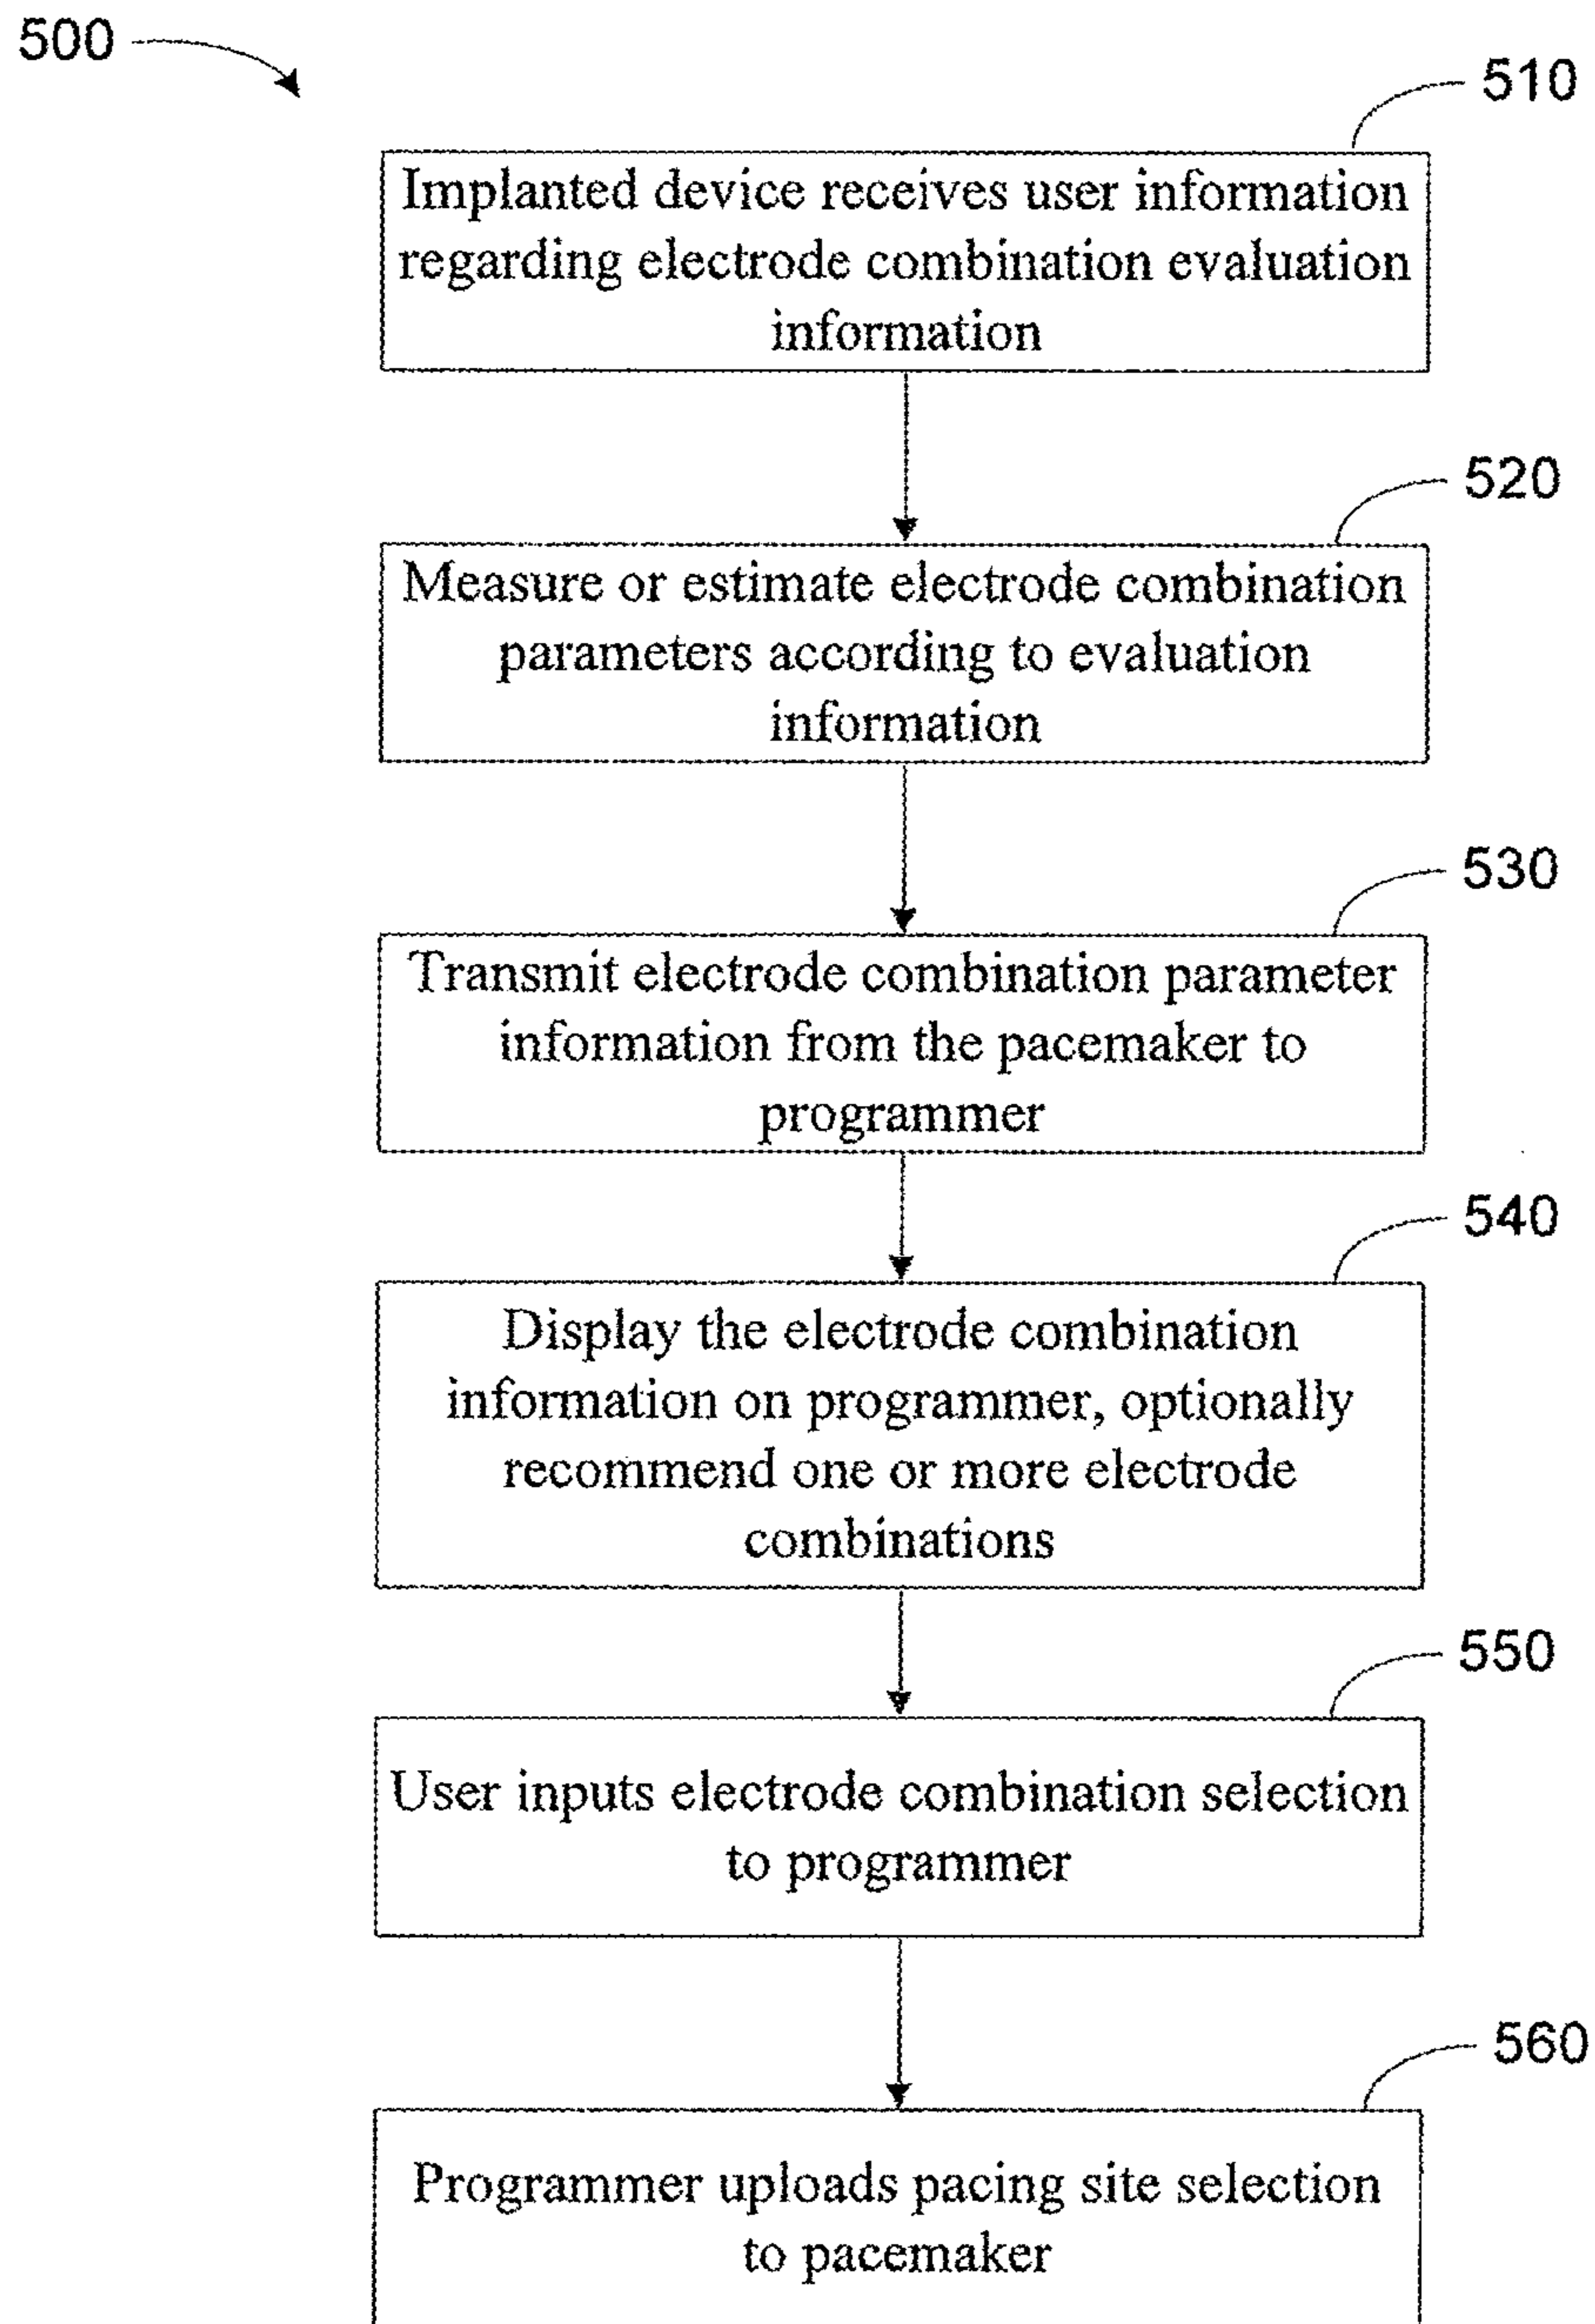 500
510
Implanted device receives user information
regarding electrode combination evaluation
information
520
Measure or estimate electrode combination
parameters according to evaluation
information
530
Transmit electrode combination parameter
information from the pacemaker to
programmer
540
Display the electrode combination
information on programmer, optionally
recommend one or more electrode
combinations
550
User inputs electrode combination selection
to programmer
560
Programmer uploads pacing site selection
to pacemaker